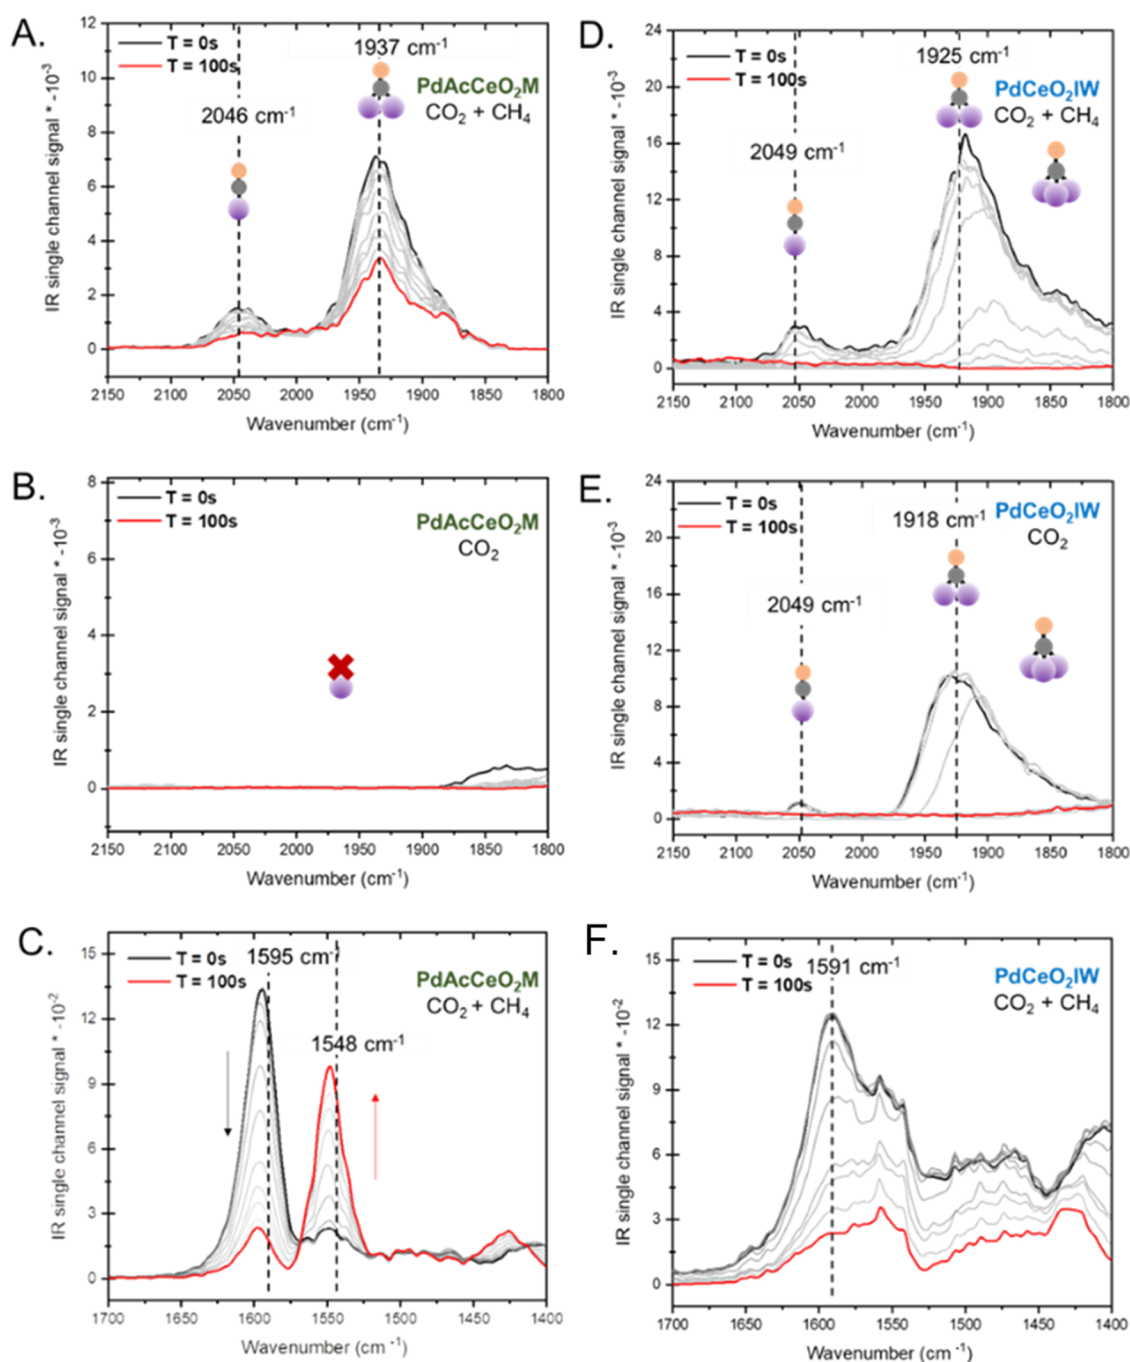 A.
12
10
8
6
4
2
0
T = 0s
T = 100s
1937 cm⁻¹
2046 cm⁻¹
PdAcCeO₂M
CO₂ + CH₄
IR single channel signal * -10⁻³
2150 2100 2050 2000 1950 1900 1850 1800
Wavenumber (cm⁻¹)
D.
24
20
16
12
8
4
0
T = 0s
T = 100s
1925 cm⁻¹
2049 cm⁻¹
PdCeO₂IW
CO₂ + CH₄
IR single channel signal * -10⁻³
2150 2100 2050 2000 1950 1900 1850 1800
Wavenumber (cm⁻¹)
B.
8
6
4
2
0
T = 0s
T = 100s
PdAcCeO₂M
CO₂
IR single channel signal * -10⁻³
2150 2100 2050 2000 1950 1900 1850 1800
Wavenumber (cm⁻¹)
E.
24
20
16
12
8
4
0
T = 0s
T = 100s
1918 cm⁻¹
2049 cm⁻¹
PdCeO₂IW
CO₂
IR single channel signal * -10⁻³
2150 2100 2050 2000 1950 1900 1850 1800
Wavenumber (cm⁻¹)
C.
15
12
9
6
3
0
T = 0s
T = 100s
1595 cm⁻¹
1548 cm⁻¹
PdAcCeO₂M
CO₂ + CH₄
IR single channel signal * -10⁻²
1700 1650 1600 1550 1500 1450 1400
Wavenumber (cm⁻¹)
F.
15
12
9
6
3
0
T = 0s
T = 100s
1591 cm⁻¹
PdCeO₂IW
CO₂ + CH₄
IR single channel signal * -10⁻²
1700 1650 1600 1550 1500 1450 1400
Wavenumber (cm⁻¹)